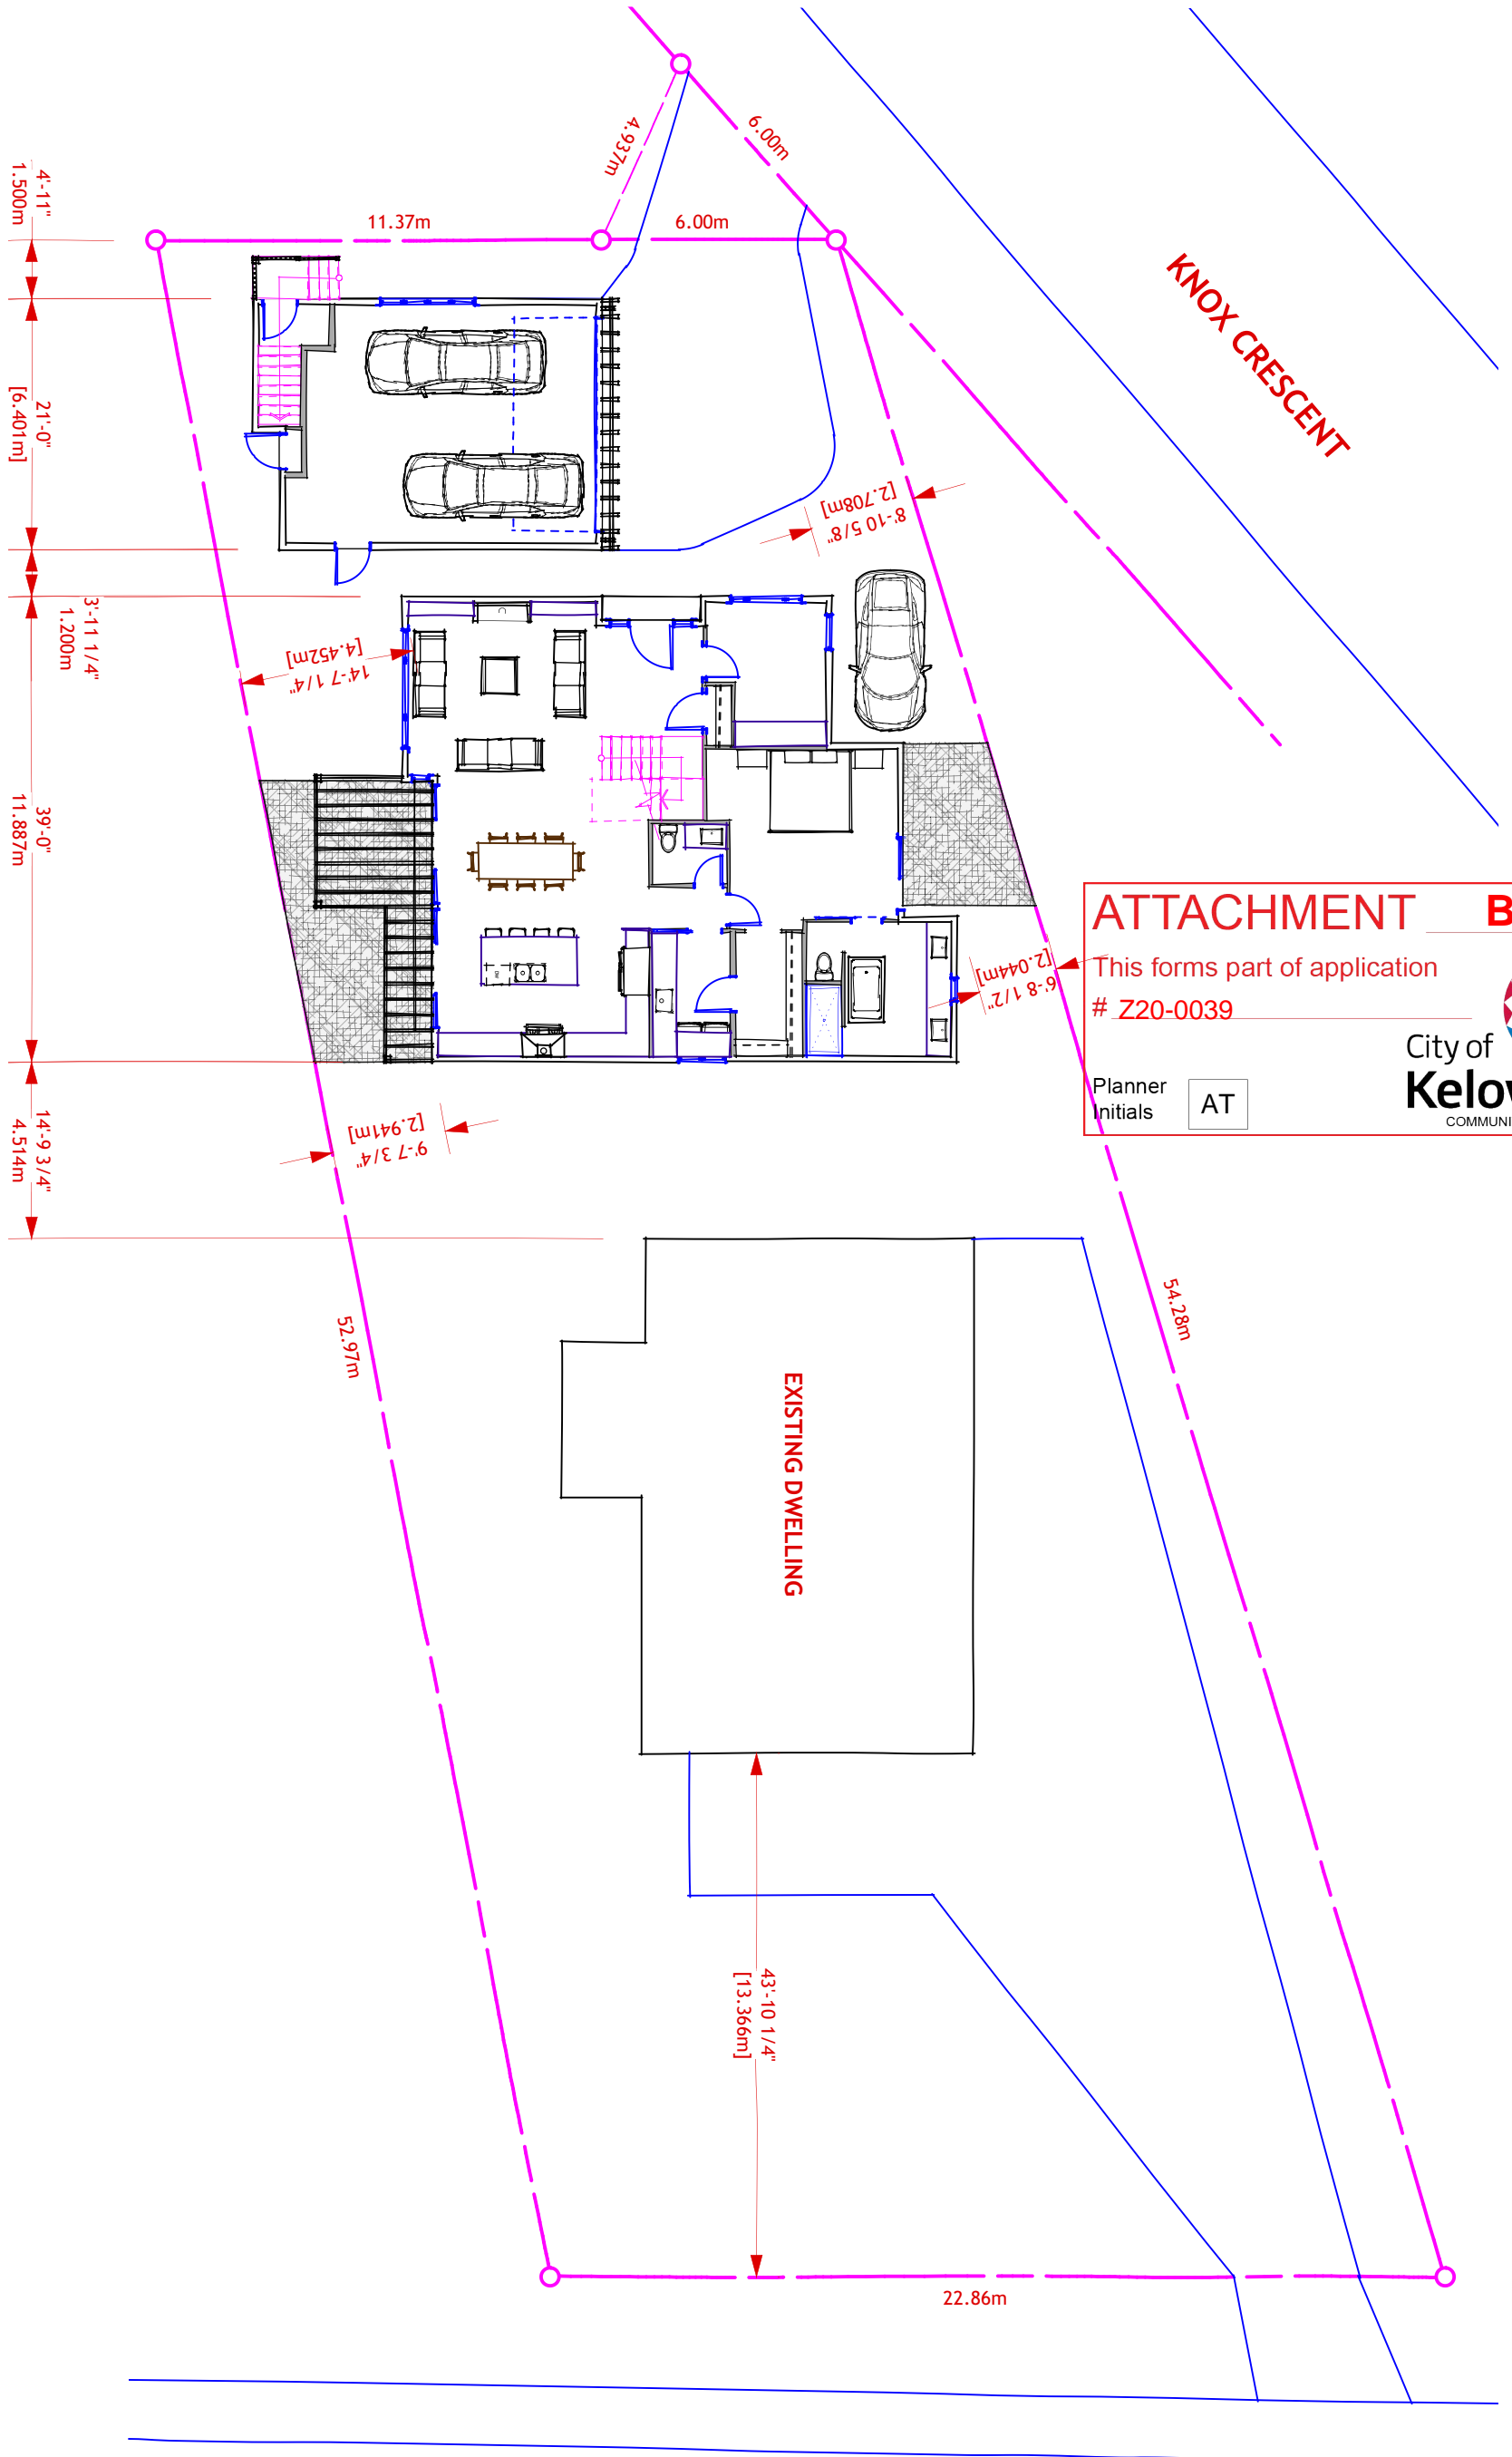 4.937m
6.00m
4'-11"
1.500m
11.37m
6.00m
KNOX CRESCENT
21'-0"
[6.401m]
8'-10 5/8"
[2.708m]
3'-11 1/4"
1.200m
14'-7 1/4"
[4.452m]
39'-0"
11.887m
ATTACHMENT B
This forms part of application
# Z20-0039
City of
Kelow
COMMUNI
Planner
Initials
AT
6'-8 1/2"
[2.044m]
14'-9 3/4"
4.514m
9'-7 3/4"
[2.941m]
52.97m
54.28m
EXISTING DWELLING
43'-10 1/4"
[13.366m]
22.86m